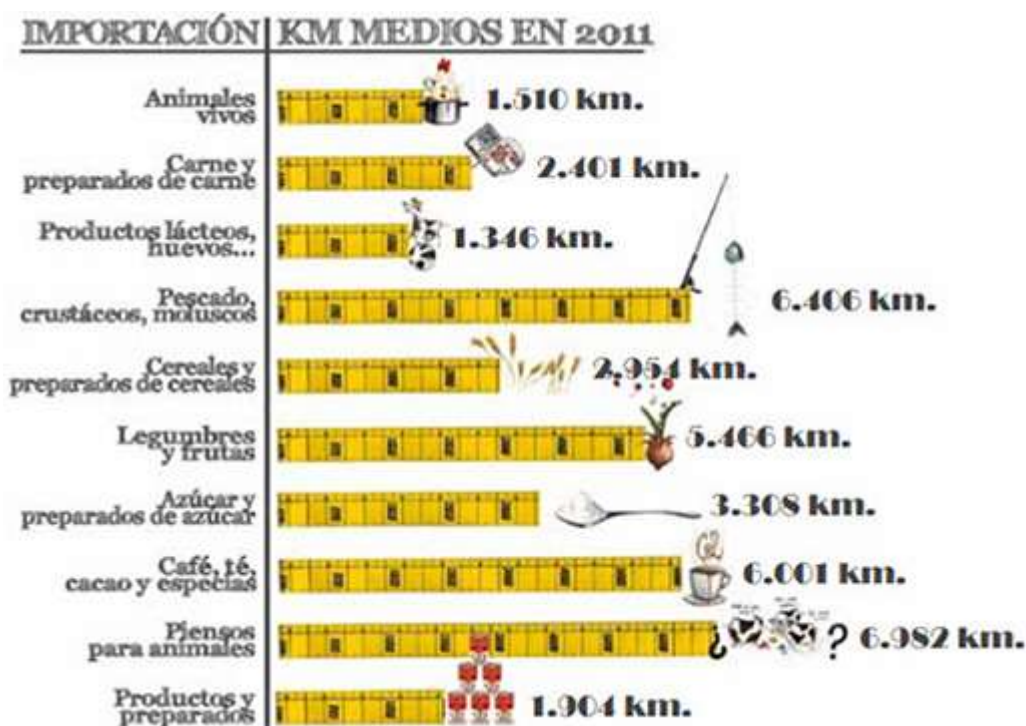 IMPORTACIÓN KM MEDIOS EN 2011
Animales
vivos
1.510 km.
Carne y
preparados de carne
2.401 km.
Productos lácteos,
huevos...
1.346 km.
Pescado,
crustáceos, moluscos
6.406 km.
Cereales y
preparados de cereales
2.954 km.
Legumbres
y frutas
5.466 km.
Azúcar y
preparados de azúcar
3.308 km.
Café, té,
cacao y especias
6.001 km.
Piensos
para animales
¿ ? 6.982 km.
Productos y
preparados
1.904 km.